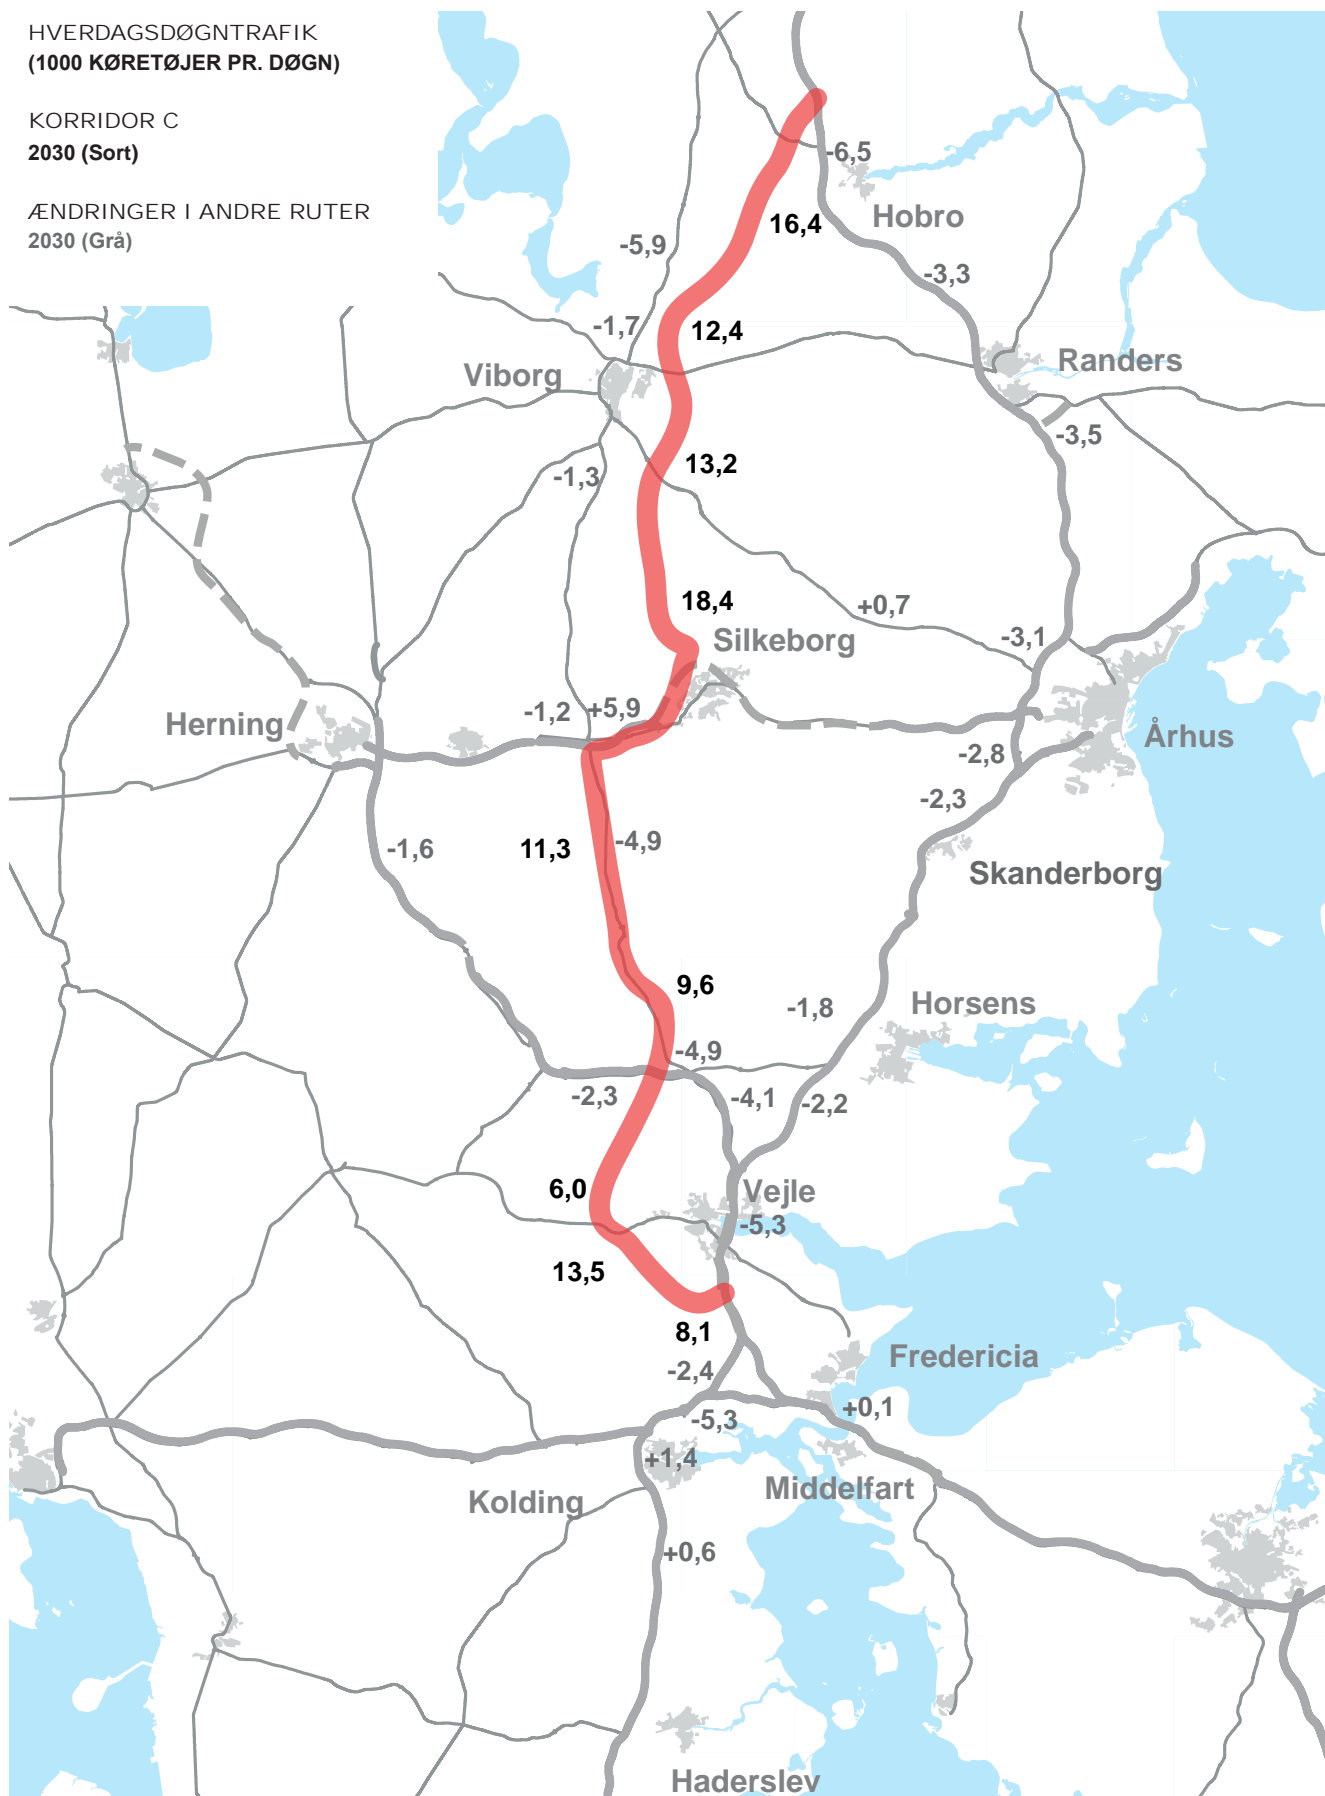 HVERDAGSDØGNTRAFIK
(1000 KØRETØJER PR. DØGN)
KORRIDOR C
2030 (Sort)
ÆNDRINGER I ANDRE RUTER
2030 (Grå)
-6,5
Hobro
16,4
-5,9
-3,3
-1,7
12,4
Viborg
Randers
-3,5
13,2
-1,3
18,4
+0,7
Silkeborg
-3,1
-1,2
+5,9
Herning
Århus
-2,8
-2,3
11,3
-4,9
-1,6
Skanderborg
9,6
-1,8
Horsens
-4,9
-2,3
-4,1
-2,2
6,0
Vejle
-5,3
13,5
8,1
Fredericia
-2,4
+0,1
-5,3
+1,4
Middelfart
Kolding
+0,6
Haderslev